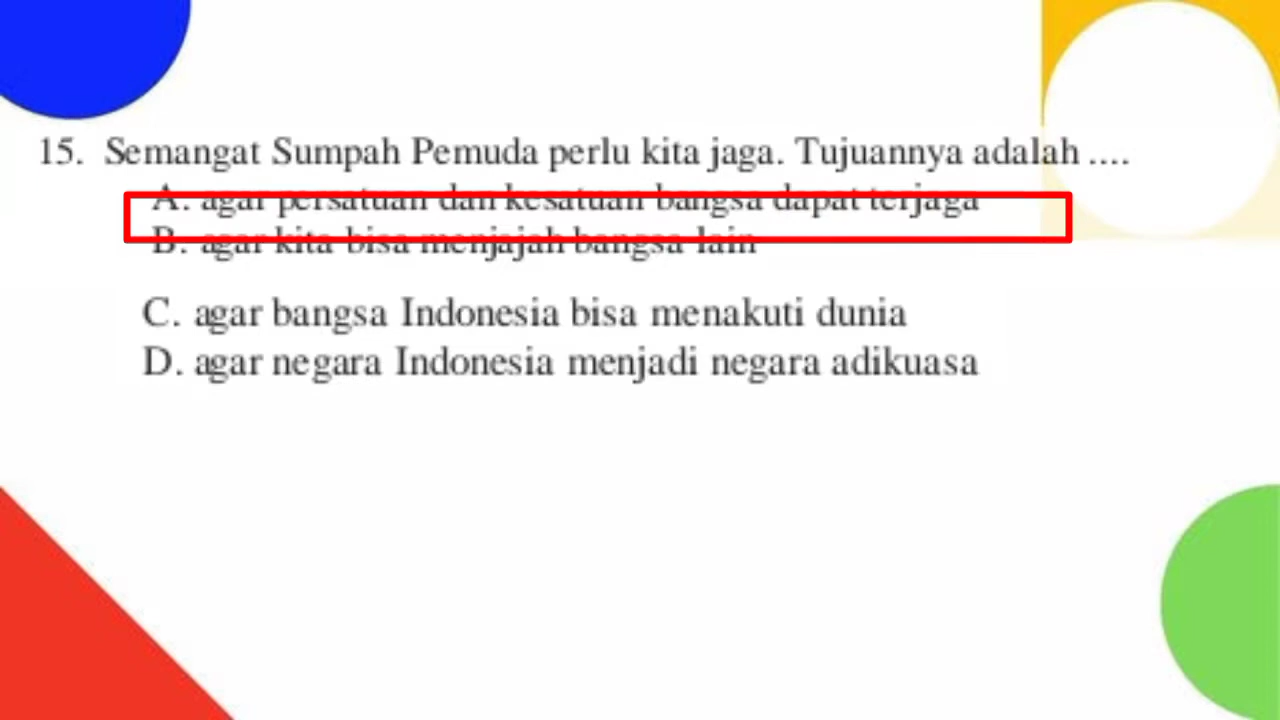 15. Semangat Sumpah Pemuda perlu kita jaga. Tujuannya adalah ....
A. agar persatuan dan kesatuan bangsa dapat terjaga
B. agar kita bisa menjajah bangsa lain
C. agar bangsa Indonesia bisa menakuti dunia
D. agar negara Indonesia menjadi negara adikuasa